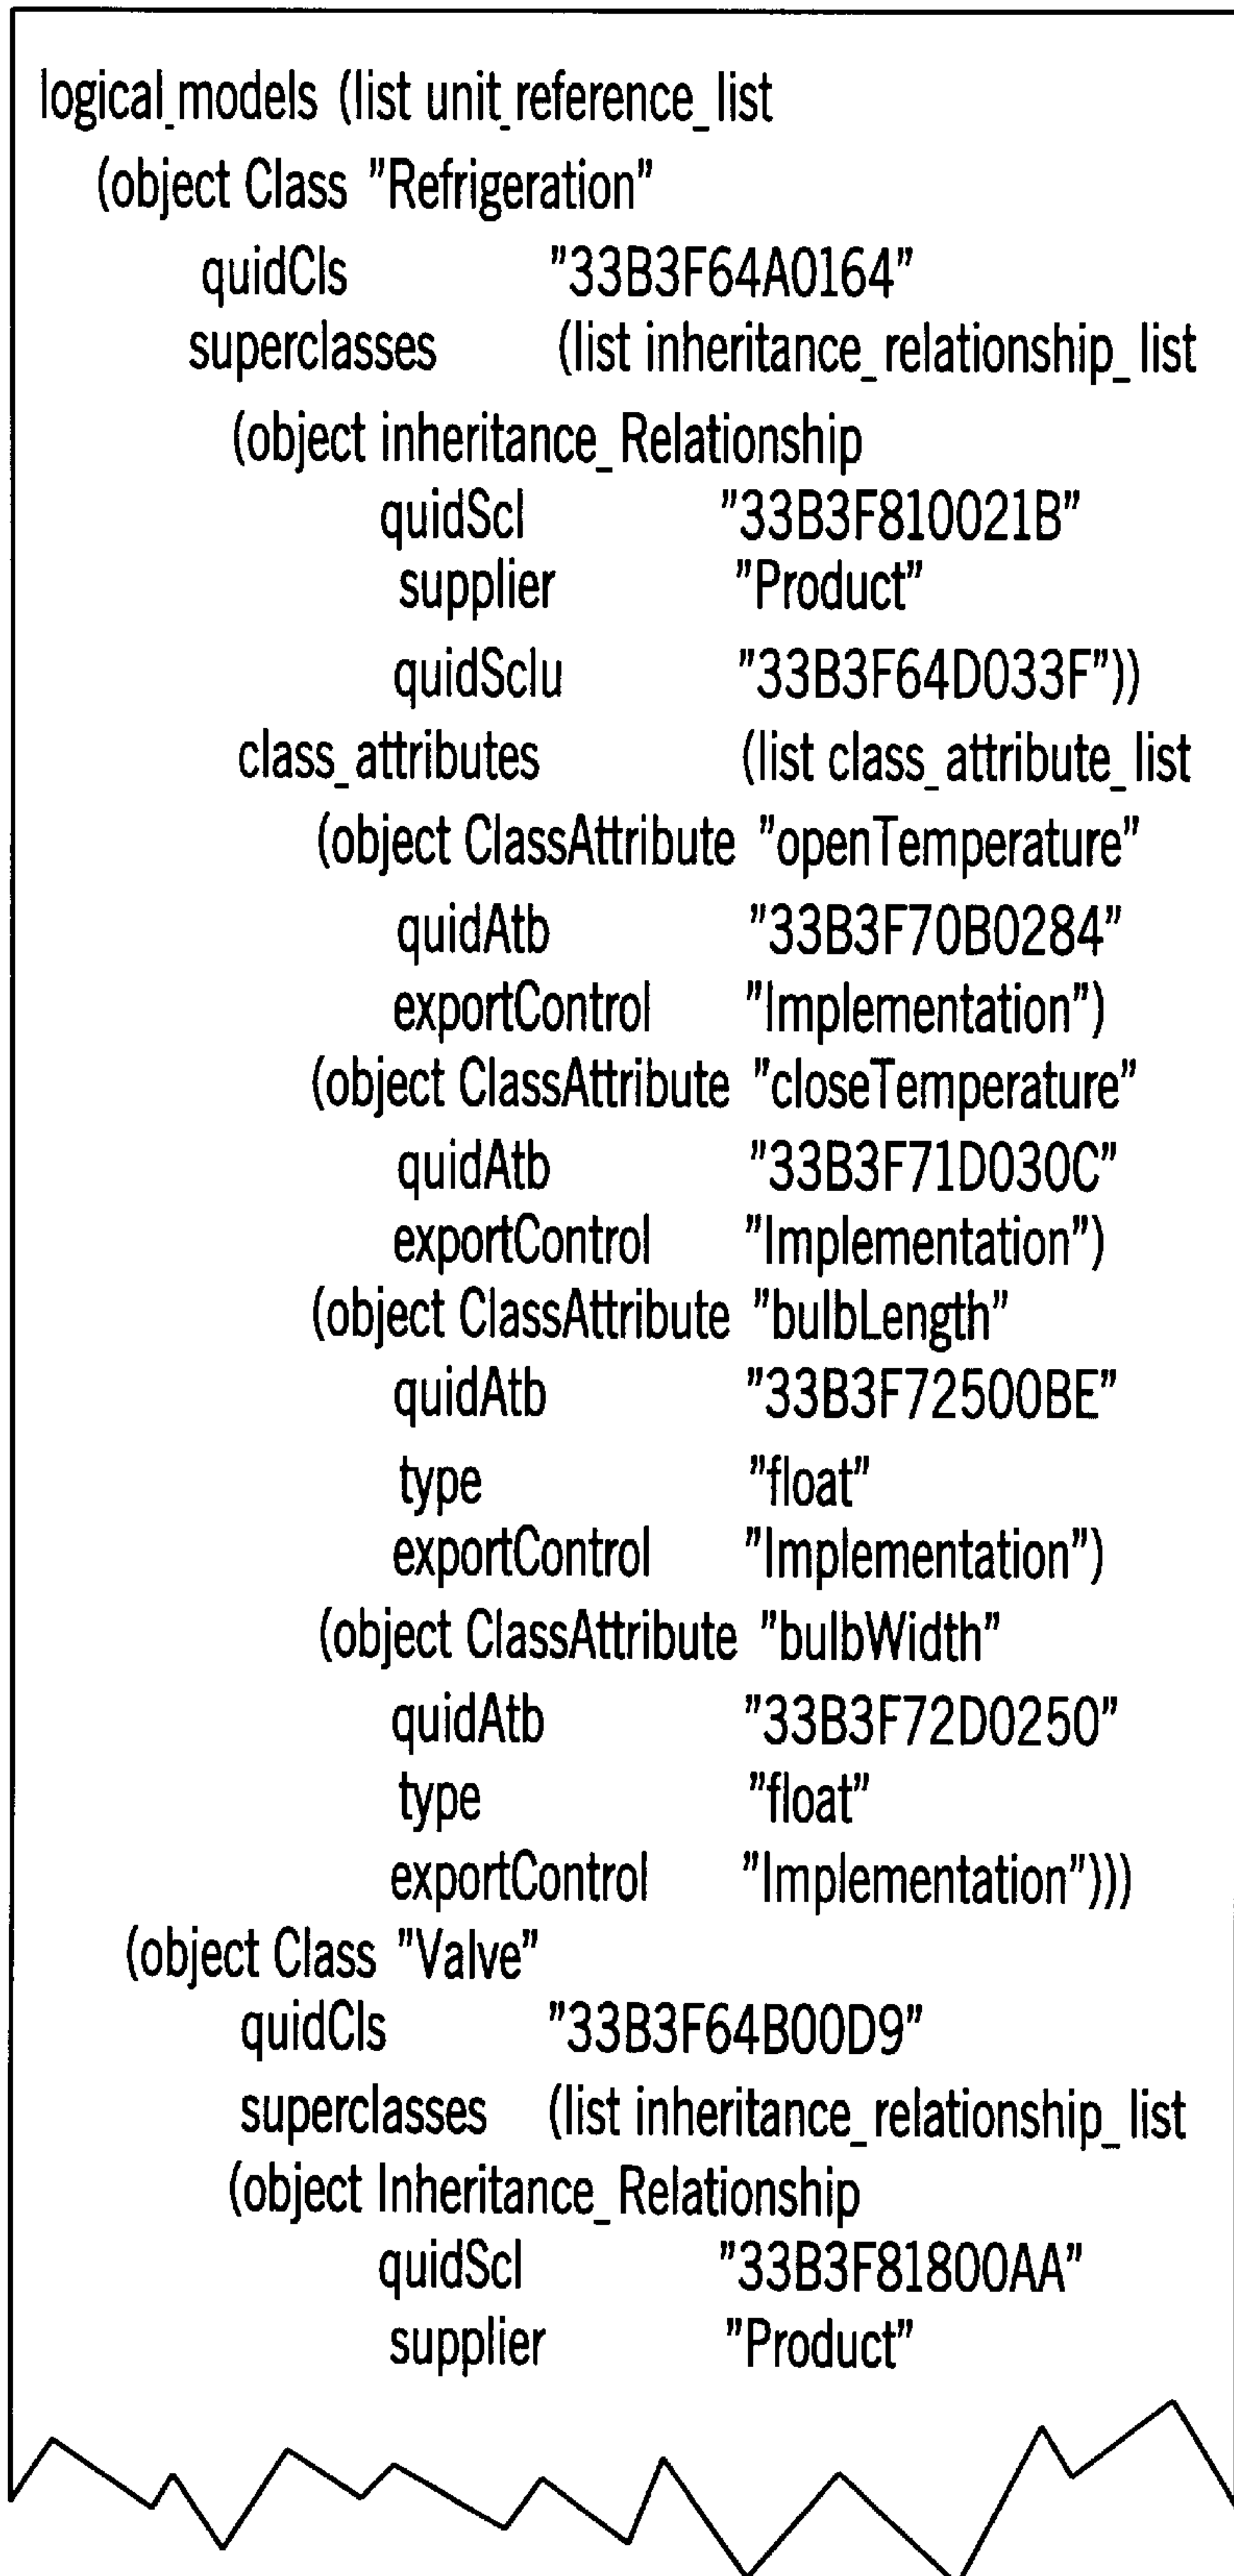 logical_models (list unit_reference_list
(object Class "Refrigeration"
quidCls "33B3F64A0164"
superclasses (list inheritance_relationship_list
(object inheritance_Relationship
quidScl "33B3F810021B"
supplier "Product"
quidSclu "33B3F64D033F"))
class_attributes (list class_attribute_list
(object ClassAttribute "openTemperature"
quidAtb "33B3F70B0284"
exportControl "Implementation")
(object ClassAttribute "closeTemperature"
quidAtb "33B3F71D030C"
exportControl "Implementation")
(object ClassAttribute "bulbLength"
quidAtb "33B3F72500BE"
type "float"
exportControl "Implementation")
(object ClassAttribute "bulbWidth"
quidAtb "33B3F72D0250"
type "float"
exportControl "Implementation")))
(object Class "Valve"
quidCls "33B3F64B00D9"
superclasses (list inheritance_relationship_list
(object Inheritance_Relationship
quidScl "33B3F81800AA"
supplier "Product"